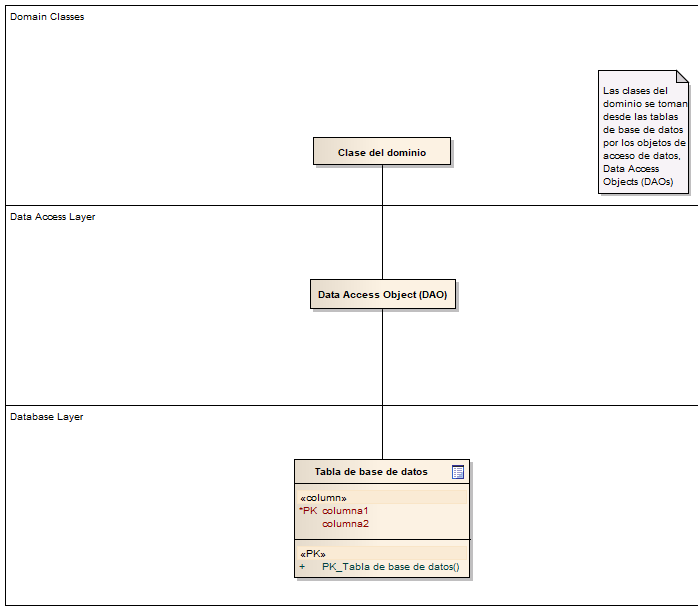 Domain Classes
Las clases del
dominio se toman
desde las tablas
de base de datos
por los objetos de
acceso de datos,
Data Access
Objects (DAOs)
Clase del dominio
Data Access Layer
Data Access Object (DAO)
Database Layer
Tabla de base de datos
«column»
*PK columna1
columna2
«PK»
+ PK_Tabla de base de datos()